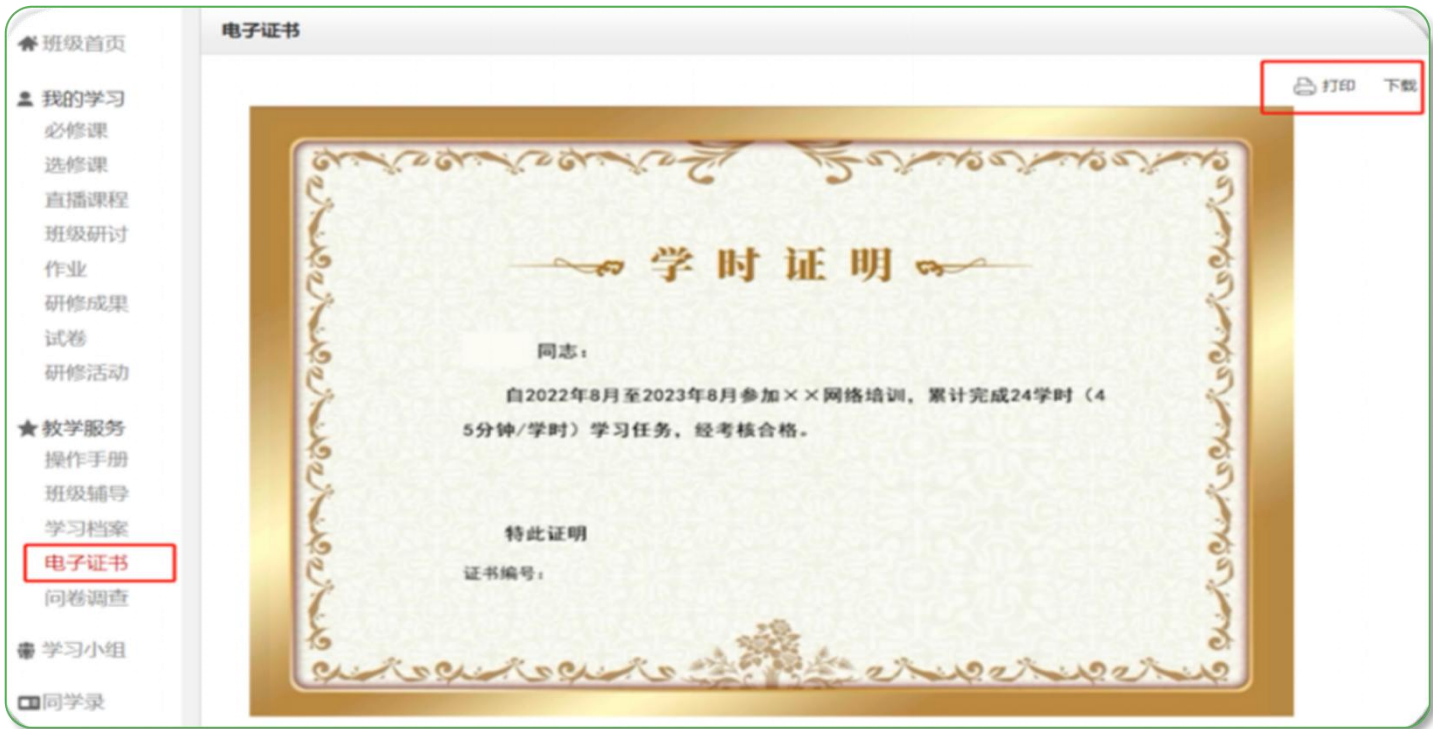 班级首页
我的学习
必修课
选修课
直播课程
班级研讨
作业
研修成果
试卷
研修活动
教学服务
操作手册
班级辅导
学习档案
电子证书
问卷调查
学习小组
同学录
电子证书
打印 下载
学时证明
同志：
自2022年8月至2023年8月参加××网络培训，累计完成24学时（4
5分钟/学时）学习任务，经考核合格。
特此证明
证书编号：